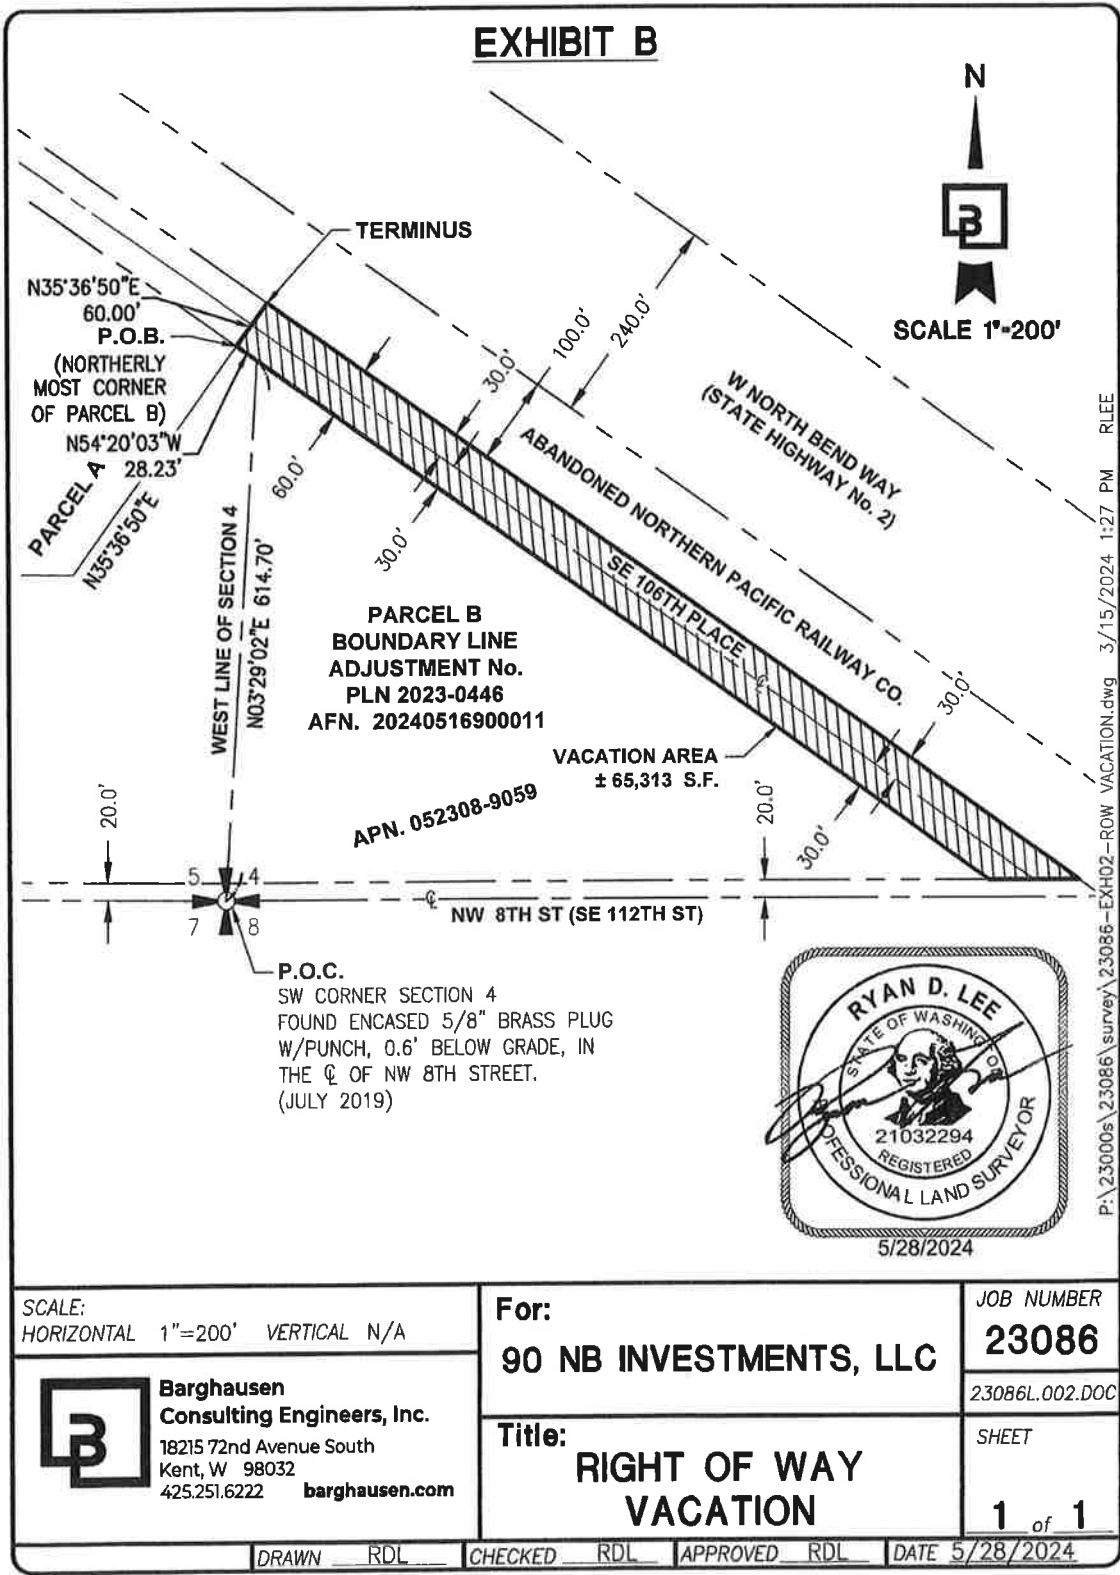 EXHIBIT B
N
B
SCALE 1"=200'
TERMINUS
N35°36'50"E
60.00'
P.O.B.
(NORTHERLY
MOST CORNER
OF PARCEL B)
N54°20'03"W
28.23'
PARCEL A
N35°36'50"E
WEST LINE OF SECTION 4
N03°29'02"E 614.70'
60.0'
30.0'
30.0'
100.0'
240.0'
W NORTH BEND WAY
(STATE HIGHWAY No. 2)
ABANDONED NORTHERN PACIFIC RAILWAY CO.
SE 106TH PLACE
℄
PARCEL B
BOUNDARY LINE
ADJUSTMENT No.
PLN 2023-0446
AFN. 20240516900011
VACATION AREA
± 65,313 S.F.
APN. 052308-9059
30.0'
30.0'
20.0'
20.0'
5 4
7 8
℄
NW 8TH ST (SE 112TH ST)
P.O.C.
SW CORNER SECTION 4
FOUND ENCASED 5/8" BRASS PLUG
W/PUNCH, 0.6' BELOW GRADE, IN
THE ℄ OF NW 8TH STREET.
(JULY 2019)
RYAN D. LEE
STATE OF WASHINGTON
21032294
REGISTERED
PROFESSIONAL LAND SURVEYOR
5/28/2024
P:\23000s\23086\survey\23086-EXH02-ROW VACATION.dwg 3/15/2024 1:27 PM RLEE
SCALE:
HORIZONTAL 1"=200' VERTICAL N/A
B
Barghausen
Consulting Engineers, Inc.
18215 72nd Avenue South
Kent, W 98032
425.251.6222 barghausen.com
For:
90 NB INVESTMENTS, LLC
Title:
RIGHT OF WAY
VACATION
JOB NUMBER
23086
23086L.002.DOC
SHEET
1 of 1
DRAWN RDL CHECKED RDL APPROVED RDL DATE 5/28/2024